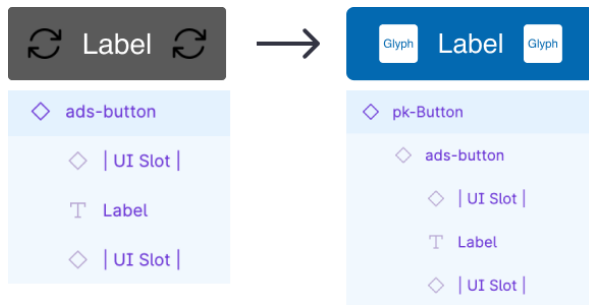 Label
Glyph Label Glyph
ads-button
| UI Slot |
T Label
| UI Slot |
pk-Button
ads-button
| UI Slot |
T Label
| UI Slot |